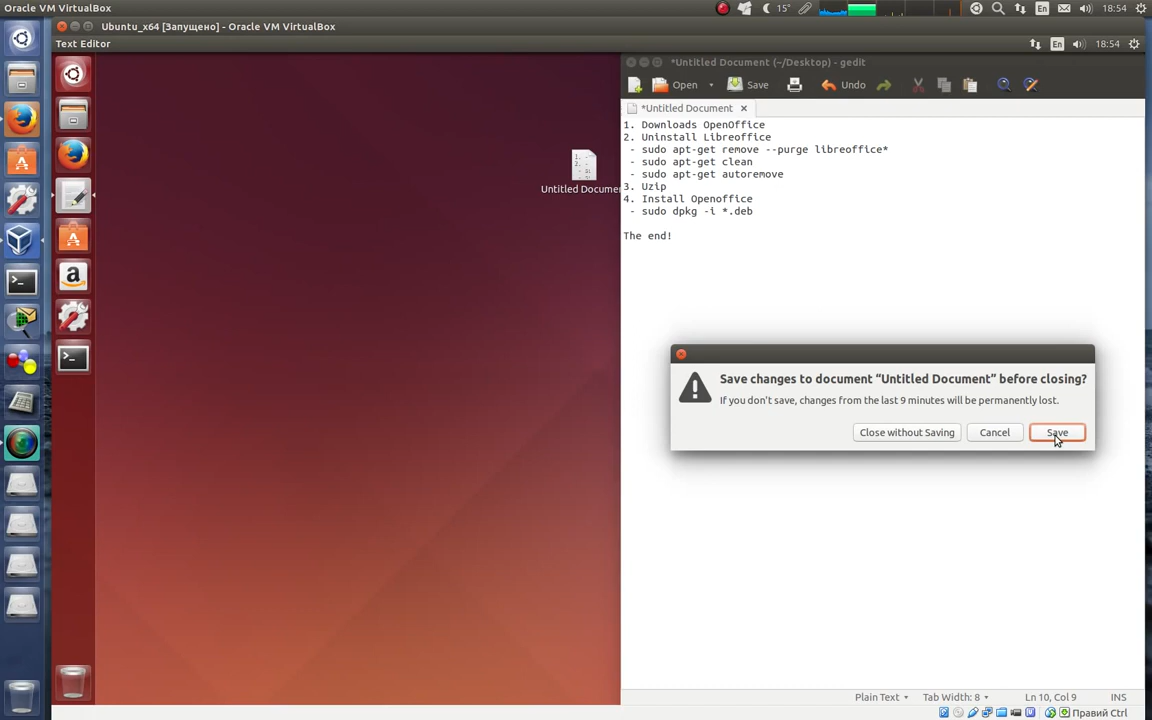 Oracle VM VirtualBox
15°
En
18:54
Ubuntu_x64 [Запущено] - Oracle VM VirtualBox
Text Editor
En
18:54
*Untitled Document (~/Desktop) - gedit
Open
Save
Undo
*Untitled Document
1. Downloads OpenOffice
2. Uninstall Libreoffice
- sudo apt-get remove --purge libreoffice*
- sudo apt-get clean
- sudo apt-get autoremove
3. Uzip
4. Install Openoffice
- sudo dpkg -i *.deb
The end!
Untitled Documen
Save changes to document “Untitled Document” before closing?
If you don't save, changes from the last 9 minutes will be permanently lost.
Close without Saving
Cancel
Save
Plain Text
Tab Width: 8
Ln 10, Col 9
INS
Правий Ctrl